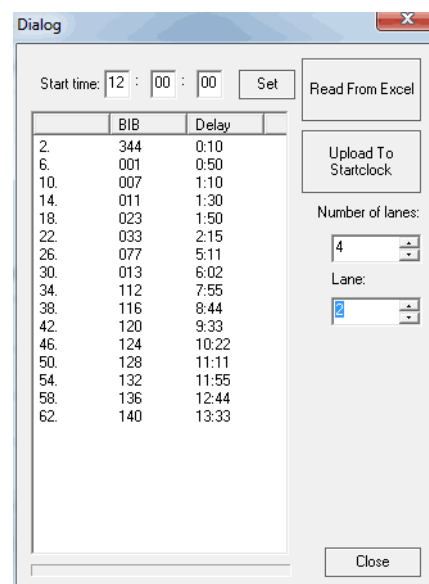 Dialog
Start time: 12 : 00 : 00 Set
Read From Excel
BIB Delay
2. 344 0:10
6. 001 0:50
10. 007 1:10
14. 011 1:30
18. 023 1:50
22. 033 2:15
26. 077 5:11
30. 013 6:02
34. 112 7:55
38. 116 8:44
42. 120 9:33
46. 124 10:22
50. 128 11:11
54. 132 11:55
58. 136 12:44
62. 140 13:33
Upload To
Startclock
Number of lanes:
4
Lane:
2
Close